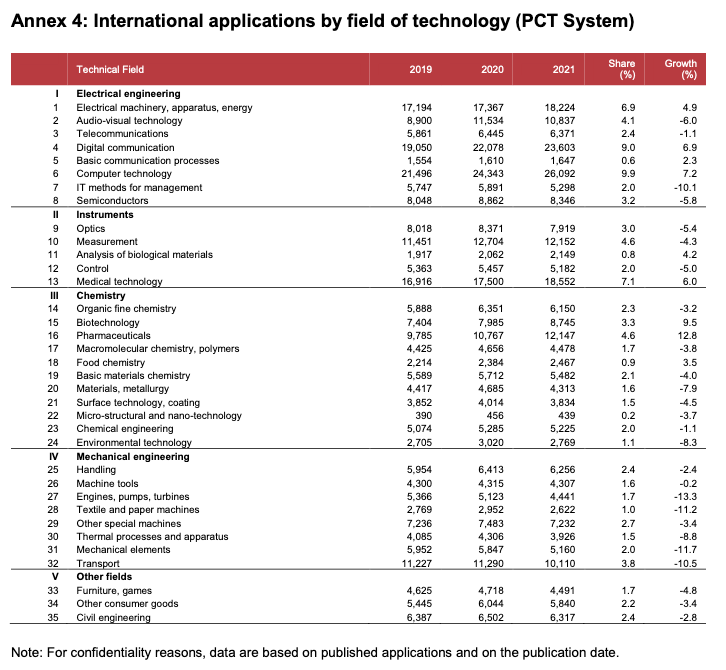 Annex 4: International applications by field of technology (PCT System)
Technical Field 2019 2020 2021 Share (%) Growth (%)
I Electrical engineering
1 Electrical machinery, apparatus, energy 17,194 17,367 18,224 6.9 4.9
2 Audio-visual technology 8,900 11,534 10,837 4.1 -6.0
3 Telecommunications 5,861 6,445 6,371 2.4 -1.1
4 Digital communication 19,050 22,078 23,603 9.0 6.9
5 Basic communication processes 1,554 1,610 1,647 0.6 2.3
6 Computer technology 21,496 24,343 26,092 9.9 7.2
7 IT methods for management 5,747 5,891 5,298 2.0 -10.1
8 Semiconductors 8,048 8,862 8,346 3.2 -5.8
II Instruments
9 Optics 8,018 8,371 7,919 3.0 -5.4
10 Measurement 11,451 12,704 12,152 4.6 -4.3
11 Analysis of biological materials 1,917 2,062 2,149 0.8 4.2
12 Control 5,363 5,457 5,182 2.0 -5.0
13 Medical technology 16,916 17,500 18,552 7.1 6.0
III Chemistry
14 Organic fine chemistry 5,888 6,351 6,150 2.3 -3.2
15 Biotechnology 7,404 7,985 8,745 3.3 9.5
16 Pharmaceuticals 9,785 10,767 12,147 4.6 12.8
17 Macromolecular chemistry, polymers 4,425 4,656 4,478 1.7 -3.8
18 Food chemistry 2,214 2,384 2,467 0.9 3.5
19 Basic materials chemistry 5,589 5,712 5,482 2.1 -4.0
20 Materials, metallurgy 4,417 4,685 4,313 1.6 -7.9
21 Surface technology, coating 3,852 4,014 3,834 1.5 -4.5
22 Micro-structural and nano-technology 390 456 439 0.2 -3.7
23 Chemical engineering 5,074 5,285 5,225 2.0 -1.1
24 Environmental technology 2,705 3,020 2,769 1.1 -8.3
IV Mechanical engineering
25 Handling 5,954 6,413 6,256 2.4 -2.4
26 Machine tools 4,300 4,315 4,307 1.6 -0.2
27 Engines, pumps, turbines 5,366 5,123 4,441 1.7 -13.3
28 Textile and paper machines 2,769 2,952 2,622 1.0 -11.2
29 Other special machines 7,236 7,483 7,232 2.7 -3.4
30 Thermal processes and apparatus 4,085 4,306 3,926 1.5 -8.8
31 Mechanical elements 5,952 5,847 5,160 2.0 -11.7
32 Transport 11,227 11,290 10,110 3.8 -10.5
V Other fields
33 Furniture, games 4,625 4,718 4,491 1.7 -4.8
34 Other consumer goods 5,445 6,044 5,840 2.2 -3.4
35 Civil engineering 6,387 6,502 6,317 2.4 -2.8
Note: For confidentiality reasons, data are based on published applications and on the publication date.